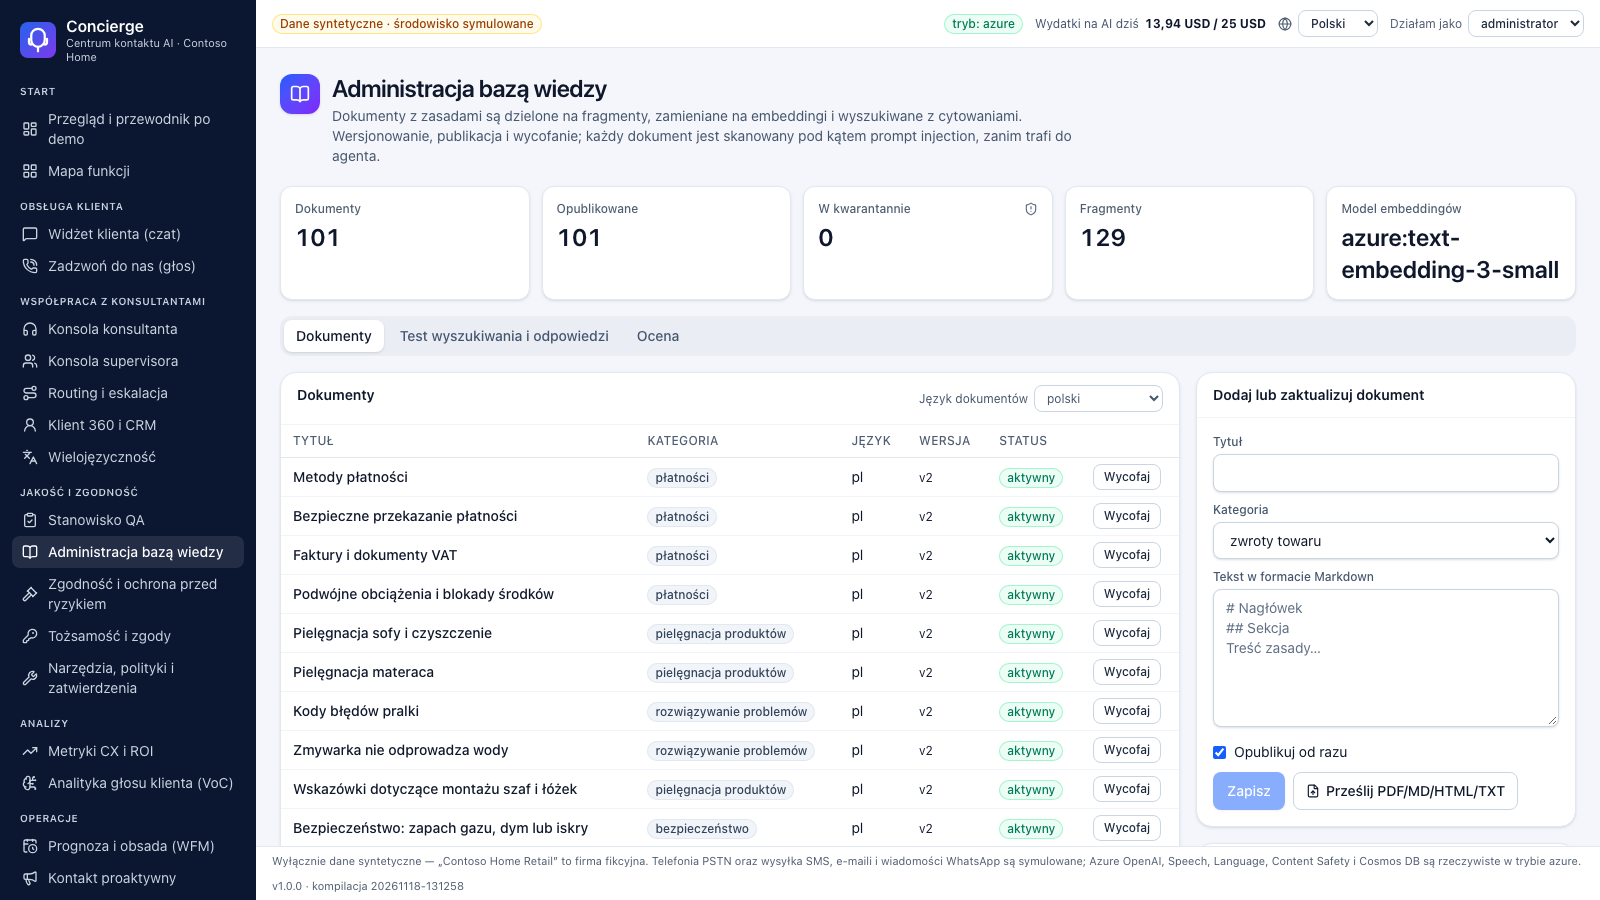 Concierge
Centrum kontaktu AI · Contoso
Home
START
Przegląd i przewodnik po
demo
Mapa funkcji
OBSŁUGA KLIENTA
Widżet klienta (czat)
Zadzwoń do nas (głos)
WSPÓŁPRACA Z KONSULTANTAMI
Konsola konsultanta
Konsola supervisora
Routing i eskalacja
Klient 360 i CRM
Wielojęzyczność
JAKOŚĆ I ZGODNOŚĆ
Stanowisko QA
Administracja bazą wiedzy
Zgodność i ochrona przed
ryzykiem
Tożsamość i zgody
Narzędzia, polityki i
zatwierdzenia
ANALIZY
Metryki CX i ROI
Analityka głosu klienta (VoC)
OPERACJE
Prognoza i obsada (WFM)
Kontakt proaktywny
Dane syntetyczne · środowisko symulowane
tryb: azure Wydatki na AI dziś 13,94 USD / 25 USD Polski Działam jako administrator
Administracja bazą wiedzy
Dokumenty z zasadami są dzielone na fragmenty, zamieniane na embeddingi i wyszukiwane z cytowaniami.
Wersjonowanie, publikacja i wycofanie; każdy dokument jest skanowany pod kątem prompt injection, zanim trafi do
agenta.
Dokumenty
101
Opublikowane
101
W kwarantannie
0
Fragmenty
129
Model embeddingów
azure:text-
embedding-3-small
Dokumenty Test wyszukiwania i odpowiedzi Ocena
Dokumenty Język dokumentów polski
TYTUŁ KATEGORIA JĘZYK WERSJA STATUS
Metody płatności płatności pl v2 aktywny Wycofaj
Bezpieczne przekazanie płatności płatności pl v2 aktywny Wycofaj
Faktury i dokumenty VAT płatności pl v2 aktywny Wycofaj
Podwójne obciążenia i blokady środków płatności pl v2 aktywny Wycofaj
Pielęgnacja sofy i czyszczenie pielęgnacja produktów pl v2 aktywny Wycofaj
Pielęgnacja materaca pielęgnacja produktów pl v2 aktywny Wycofaj
Kody błędów pralki rozwiązywanie problemów pl v2 aktywny Wycofaj
Zmywarka nie odprowadza wody rozwiązywanie problemów pl v2 aktywny Wycofaj
Wskazówki dotyczące montażu szaf i łóżek pielęgnacja produktów pl v2 aktywny Wycofaj
Bezpieczeństwo: zapach gazu, dym lub iskry bezpieczeństwo pl v2 aktywny Wycofaj
Dodaj lub zaktualizuj dokument
Tytuł
Kategoria
zwroty towaru
Tekst w formacie Markdown
# Nagłówek
## Sekcja
Treść zasady...
Opublikuj od razu
Zapisz Prześlij PDF/MD/HTML/TXT
Wyłącznie dane syntetyczne — „Contoso Home Retail” to firma fikcyjna. Telefonia PSTN oraz wysyłka SMS, e-maili i wiadomości WhatsApp są symulowane; Azure OpenAI, Speech, Language, Content Safety i Cosmos DB są rzeczywiste w trybie azure.
v1.0.0 · kompilacja 20261118-131258